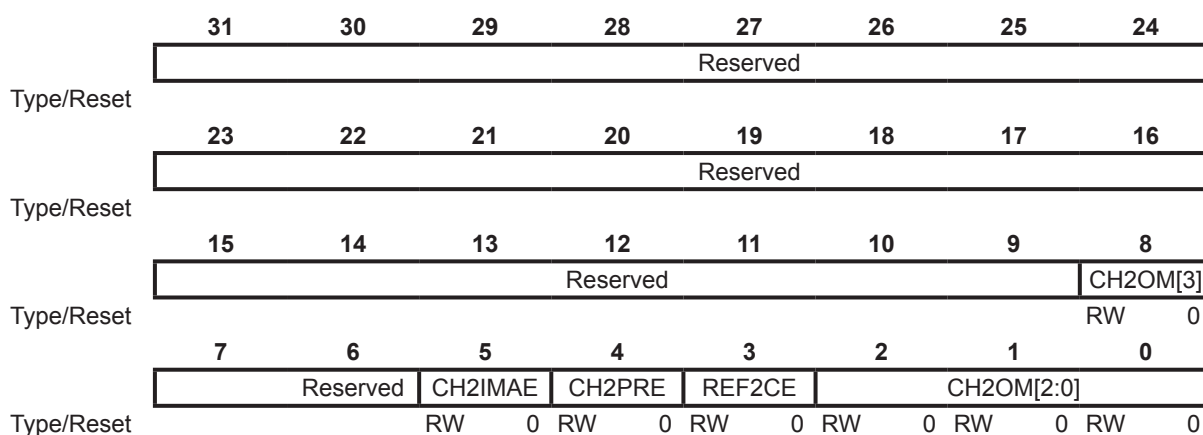 31 30 29 28 27 26 25 24
Reserved
Type/Reset
23 22 21 20 19 18 17 16
Reserved
Type/Reset
15 14 13 12 11 10 9 8
Reserved CH2OM[3]
Type/Reset RW 0
7 6 5 4 3 2 1 0
Reserved CH2IMAE CH2PRE REF2CE CH2OM[2:0]
Type/Reset RW 0 RW 0 RW 0 RW 0 RW 0 RW 0